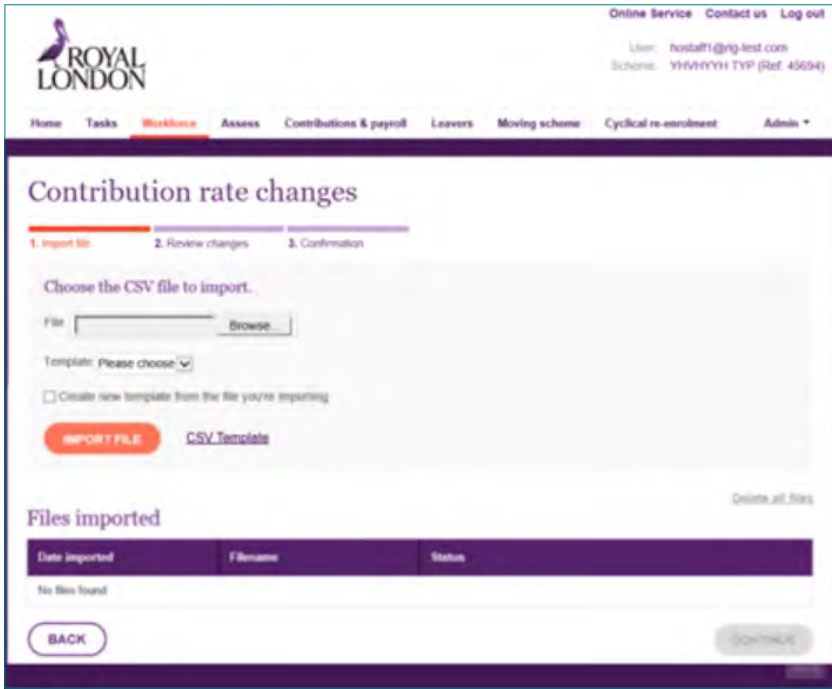 Online Service Contact us Log out
ROYAL
LONDON
User: hostaff1@rlg-test.com
Scheme: YHVHYYH TYP (Ref: 45694)
Home Tasks Workforce Assess Contributions & payroll Leavers Moving scheme Cyclical re-enrolment Admin
Contribution rate changes
1. Import file 2. Review changes 3. Confirmation
Choose the CSV file to import.
File Browse...
Template Please choose
Create new template from the file you're importing
IMPORT FILE CSV Template
Delete all files
Files imported
Date imported Filename Status
No files found
BACK CONTINUE